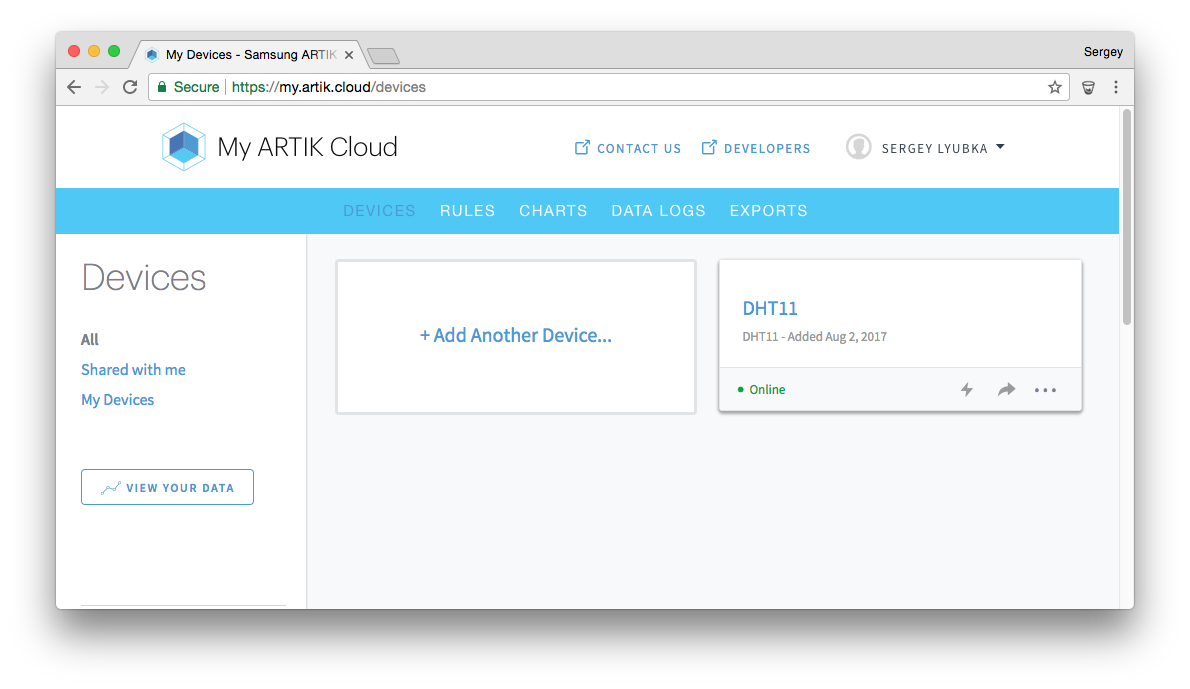 My Devices - Samsung ARTIK
Sergey
Secure https://my.artik.cloud/devices
My ARTIK Cloud
CONTACT US
DEVELOPERS
SERGEY LYUBKA
DEVICES RULES CHARTS DATA LOGS EXPORTS
Devices
All
Shared with me
My Devices
VIEW YOUR DATA
+ Add Another Device...
DHT11
DHT11 - Added Aug 2, 2017
Online